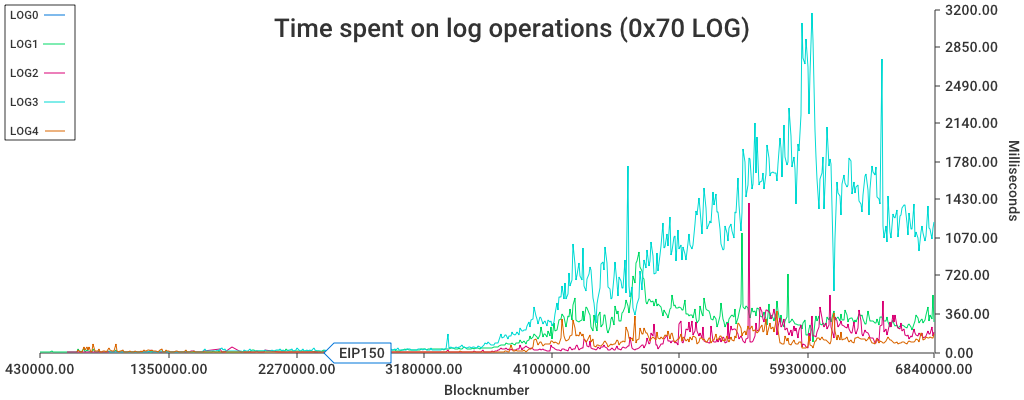 Time spent on log operations (0x70 LOG)
LOG0
LOG1
LOG2
LOG3
LOG4
3200.00
2850.00
2490.00
2140.00
1780.00
1430.00
1070.00
720.00
360.00
0.00
Milliseconds
EIP150
430000.00 1350000.00 2270000.00 3180000.00 4100000.00 5010000.00 5930000.00 6840000.00
Blocknumber